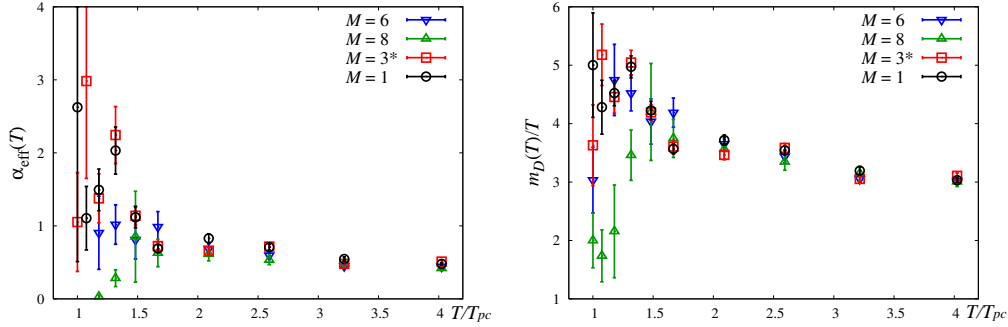 α_eff(T)
4
3
2
1
0
M = 6
M = 8
M = 3*
M = 1
1 1.5 2 2.5 3 3.5 4 T/T_pc
m_D(T)/T
6
5
4
3
2
1
M = 6
M = 8
M = 3*
M = 1
1 1.5 2 2.5 3 3.5 4 T/T_pc